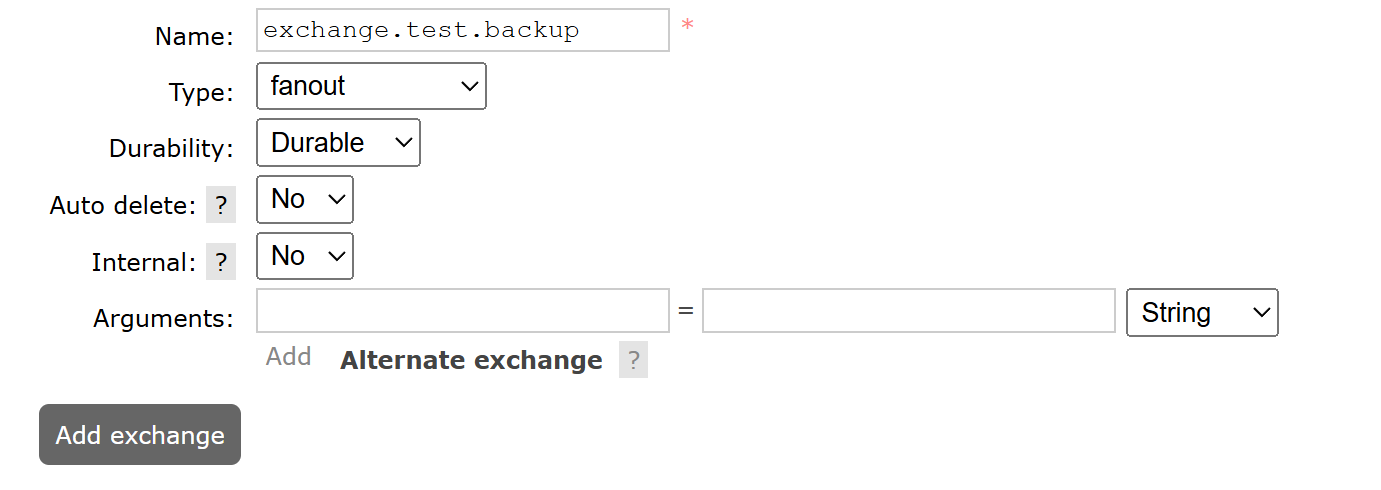 Name: exchange.test.backup *
Type: fanout
Durability: Durable
Auto delete: ? No
Internal: ? No
Arguments: = String
Add Alternate exchange ?
Add exchange